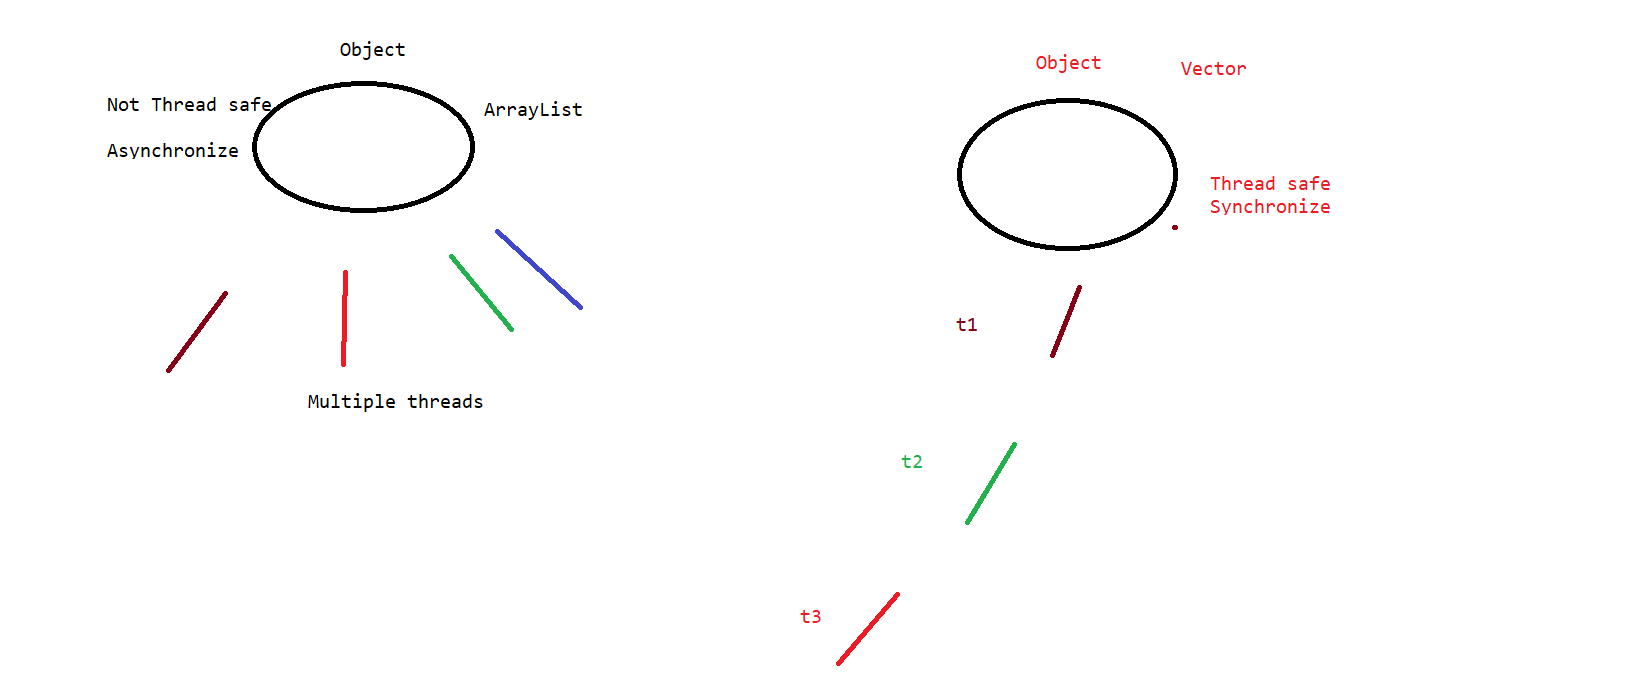 Object
Not Thread safe
ArrayList
Asynchronize
Multiple threads
Object
Vector
Thread safe
Synchronize
t1
t2
t3